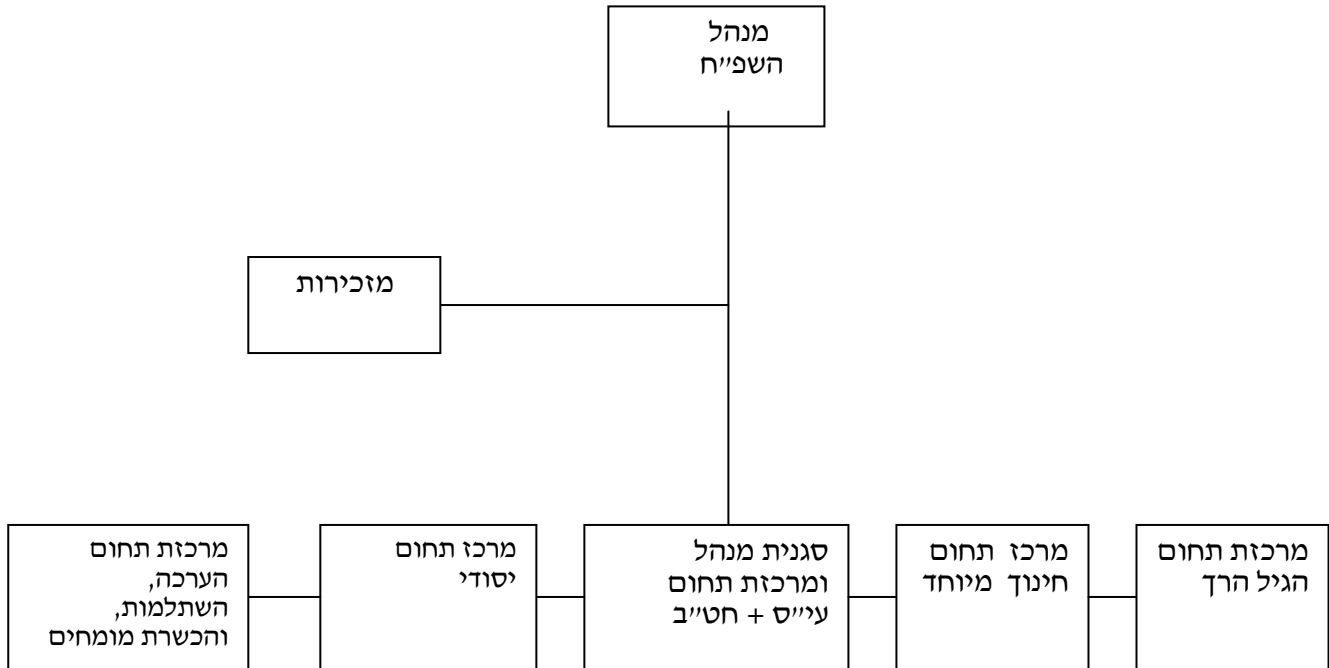 מנהל
השפ״ח
מזכירות
מרכזת תחום
הגיל הרך
מרכז תחום
חינוך מיוחד
סגנית מנהל
ומרכזת תחום
עי״ס + חט״ב
מרכז תחום
יסודי
מרכזת תחום
הערכה,
השתלמות,
והכשרת מומחים